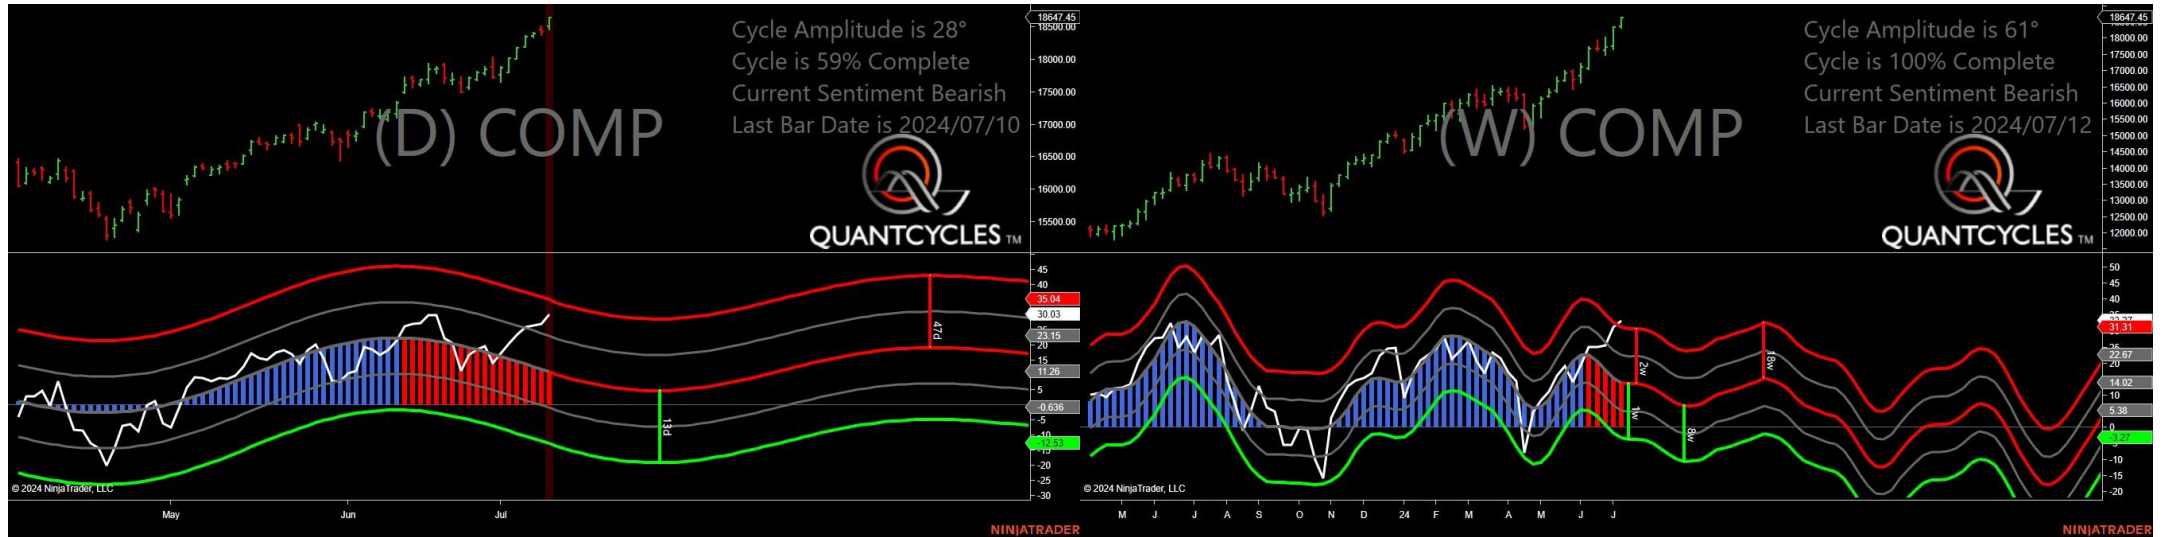 Cycle Amplitude is 28°
Cycle is 59% Complete
Current Sentiment Bearish
Last Bar Date is 2024/07/10
(D) COMP
QUANTCYCLES TM
18647.45
18500.00
18000.00
17500.00
17000.00
16500.00
16000.00
15500.00
45
40
35.04
30.03
23.15
20
15
11.26
5
-0.636
-5
-12.53
-15
-20
-25
-30
47d
13d
© 2024 NinjaTrader, LLC
May Jun Jul
NINJATRADER
Cycle Amplitude is 61°
Cycle is 100% Complete
Current Sentiment Bearish
Last Bar Date is 2024/07/12
(W) COMP
QUANTCYCLES TM
18647.45
18000.00
17500.00
17000.00
16500.00
16000.00
15500.00
15000.00
14500.00
14000.00
13500.00
13000.00
12500.00
12000.00
50
45
40
31.31
22.67
20
14.02
10
5.38
0
-3.27
-10
-15
-20
2w
1w
8w
18w
© 2024 NinjaTrader, LLC
M J J A S O N D 24 F M A M J J
NINJATRADER